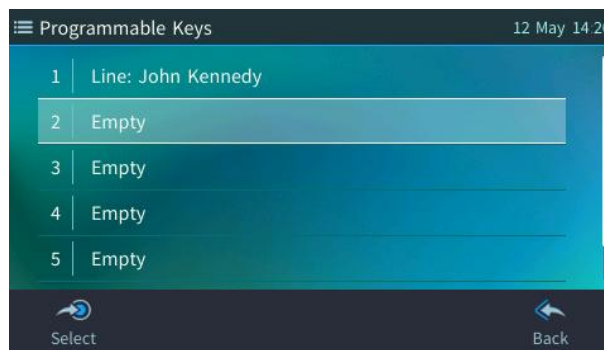 Programmable Keys 12 May 14:20
1 Line: John Kennedy
2 Empty
3 Empty
4 Empty
5 Empty
Select Back